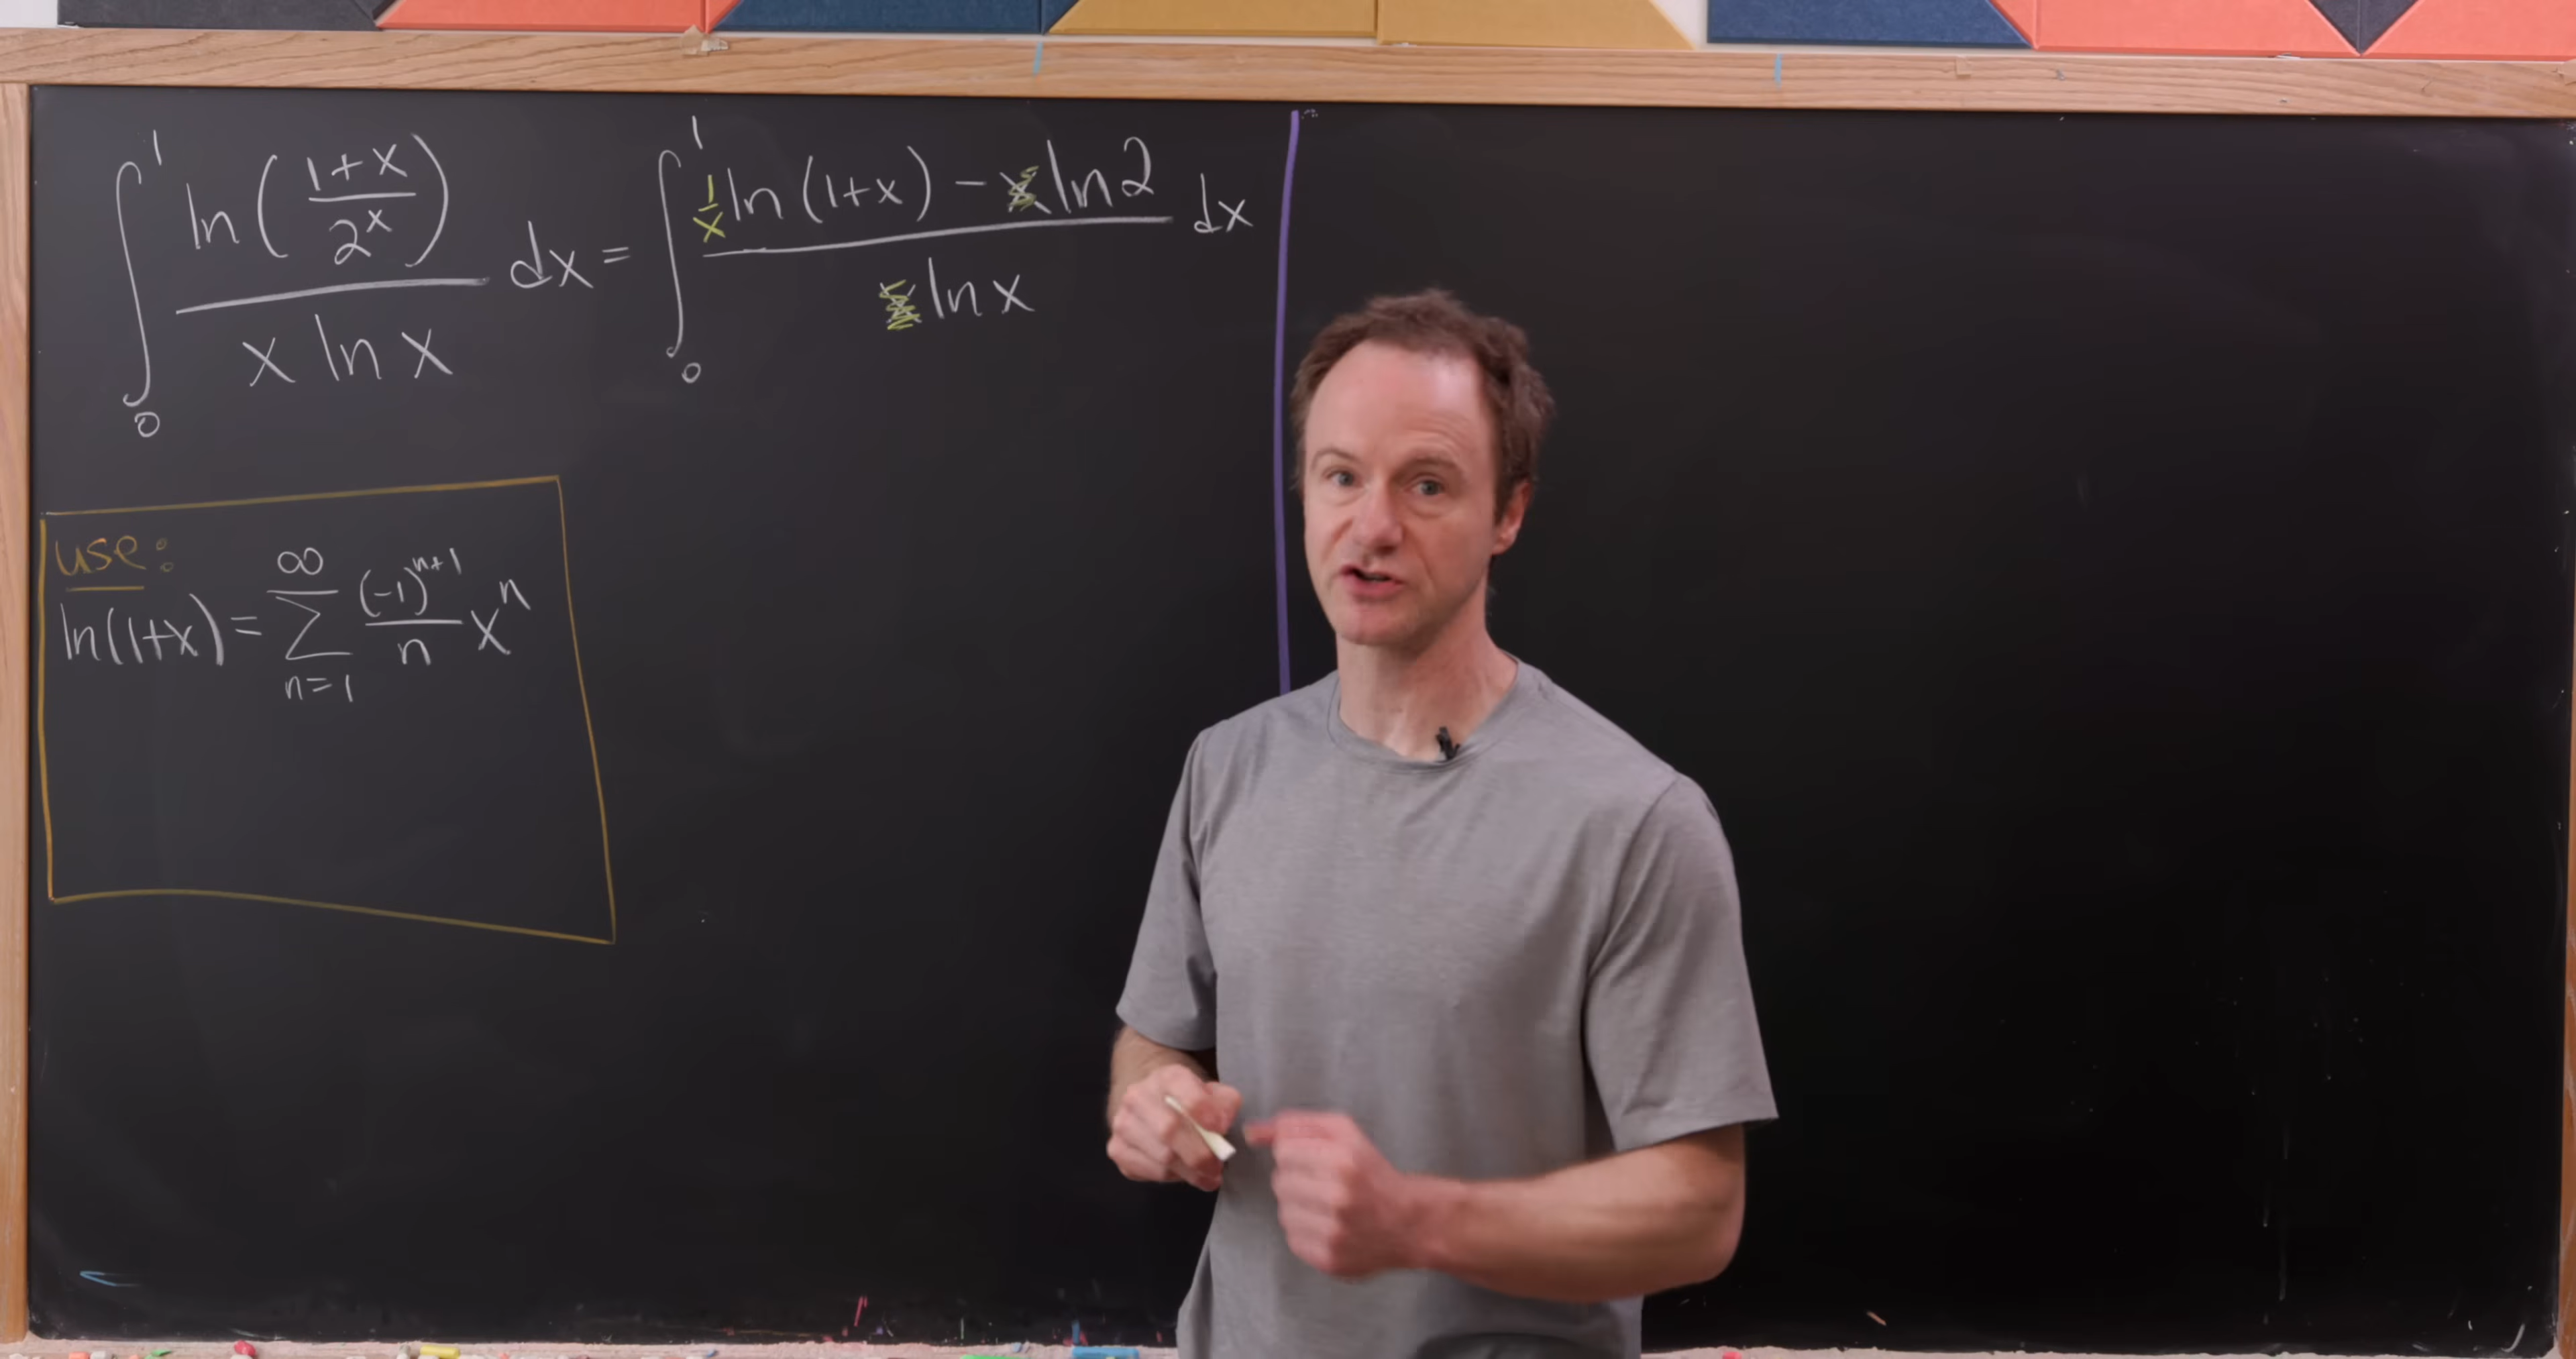 ∫₀¹ ln((1+x)/2^x) / (x ln x) dx = ∫₀¹ (1/x ln(1+x) − ln2) / (ln x) dx
use:
ln(1+x) = ∑_{n=1}^{∞} (-1)^{n+1}/n x^n